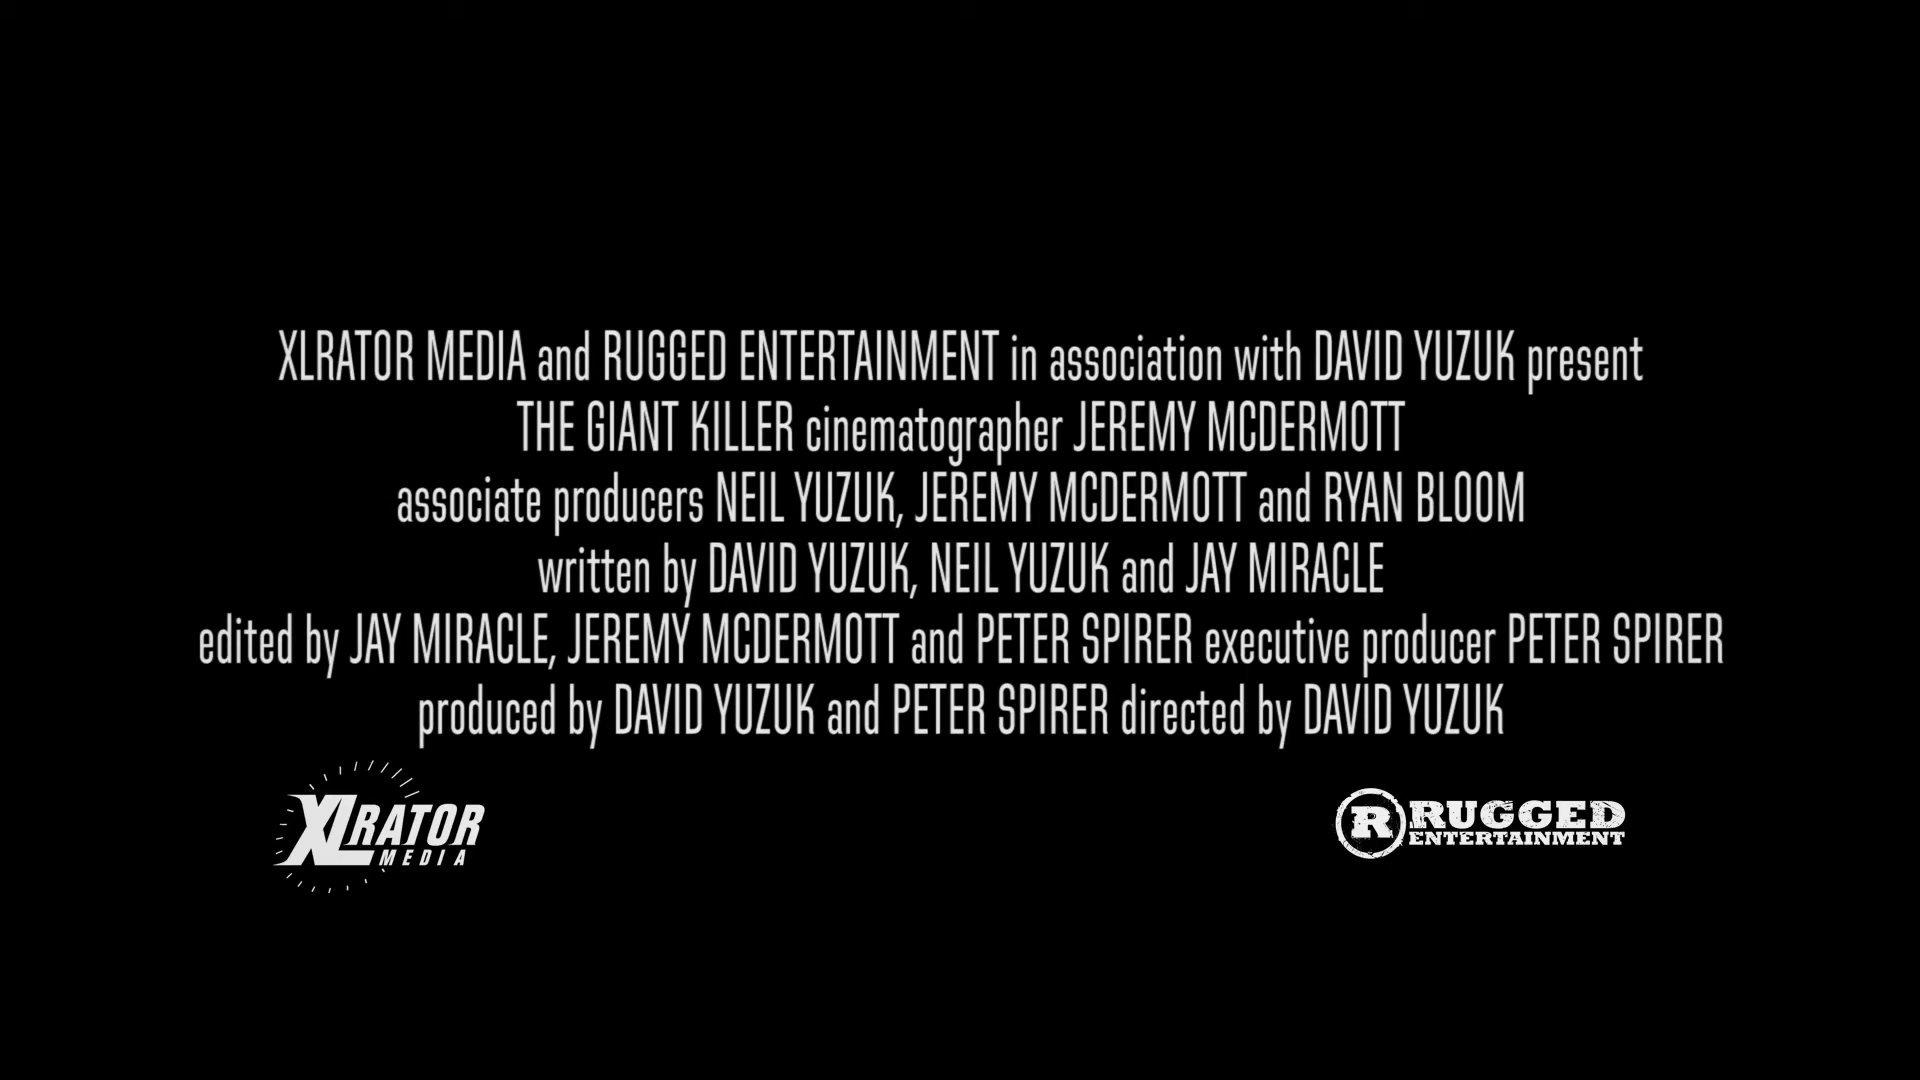 XLRATOR MEDIA and RUGGED ENTERTAINMENT in association with DAVID YUZUK present
THE GIANT KILLER cinematographer JEREMY MCDERMOTT
associate producers NEIL YUZUK, JEREMY MCDERMOTT and RYAN BLOOM
written by DAVID YUZUK, NEIL YUZUK and JAY MIRACLE
edited by JAY MIRACLE, JEREMY MCDERMOTT and PETER SPIRER executive producer PETER SPIRER
produced by DAVID YUZUK and PETER SPIRER directed by DAVID YUZUK
XLRATOR
MEDIA
R RUGGED
ENTERTAINMENT